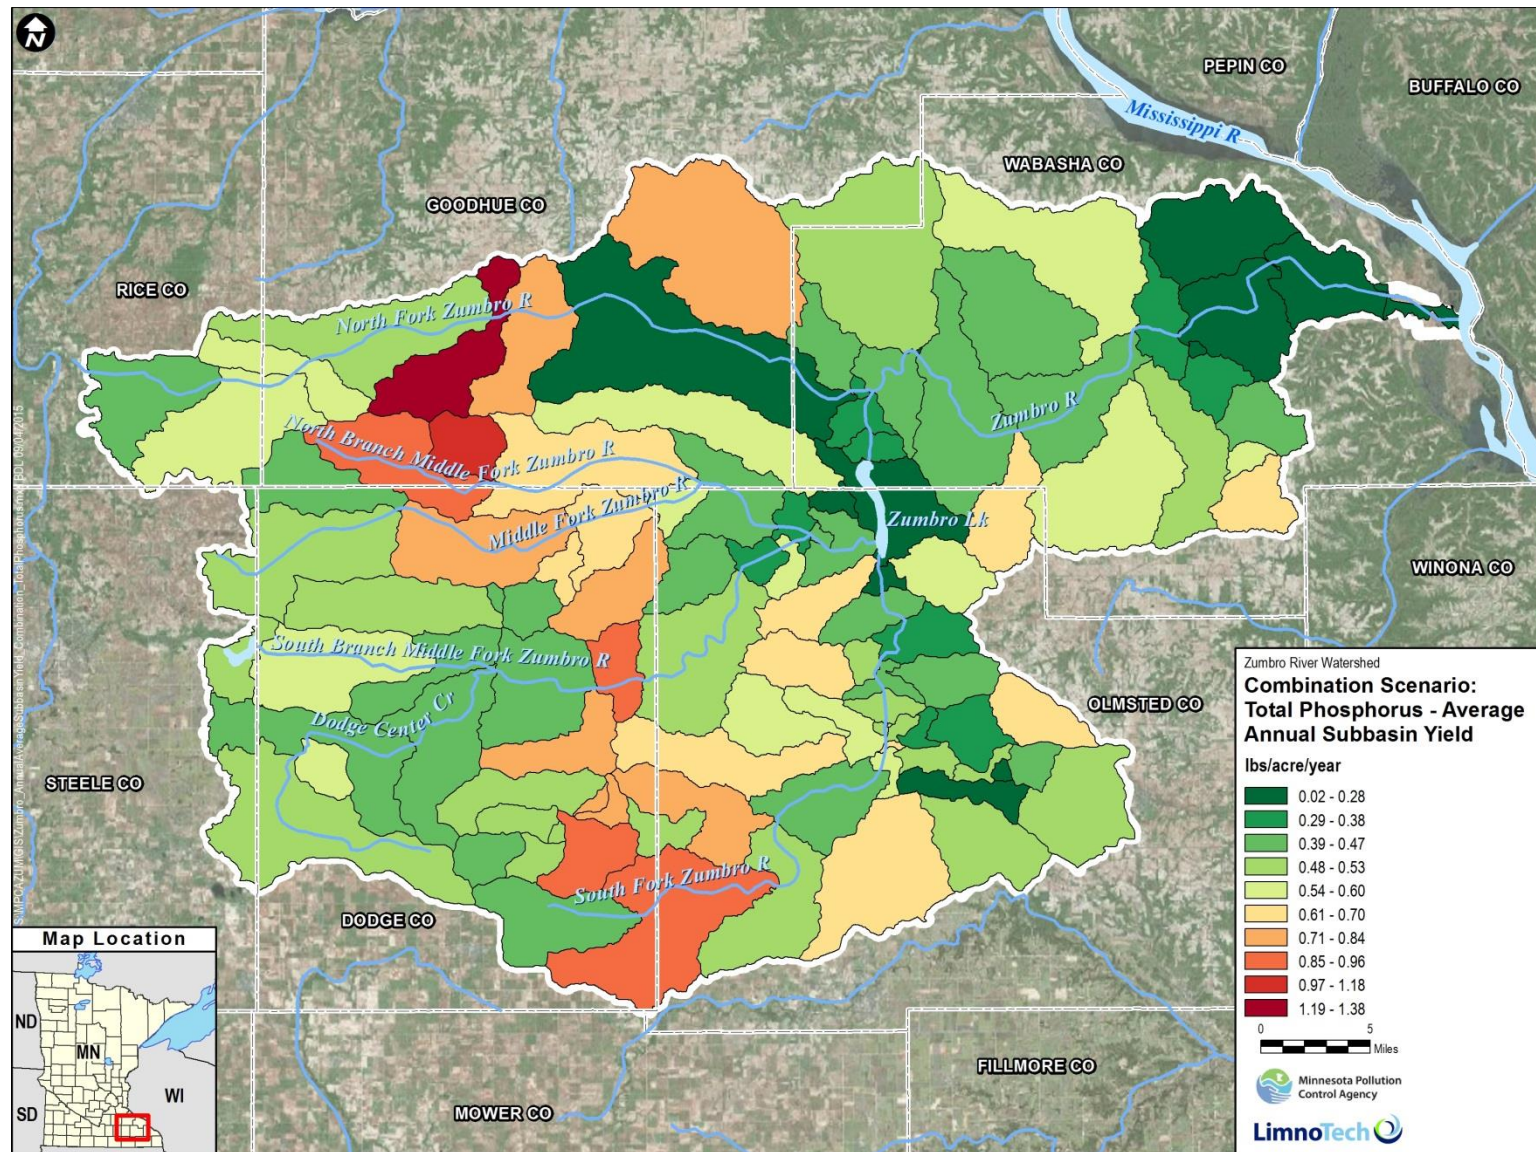 N
PEPIN CO
BUFFALO CO
Mississippi R
WABASHA CO
GOODHUE CO
RICE CO
North Fork Zumbro R
Zumbro R
North Branch Middle Fork Zumbro R
Middle Fork Zumbro R
Zumbro Lk
WINONA CO
South Branch Middle Fork Zumbro R
Dodge Center Cr
OLMSTED CO
STEELE CO
South Fork Zumbro R
DODGE CO
FILLMORE CO
MOWER CO
Zumbro River Watershed
Combination Scenario:
Total Phosphorus - Average
Annual Subbasin Yield
lbs/acre/year
0.02 - 0.28
0.29 - 0.38
0.39 - 0.47
0.48 - 0.53
0.54 - 0.60
0.61 - 0.70
0.71 - 0.84
0.85 - 0.96
0.97 - 1.18
1.19 - 1.38
0 5
Miles
Minnesota Pollution
Control Agency
LimnoTech
Map Location
ND
MN
WI
SD